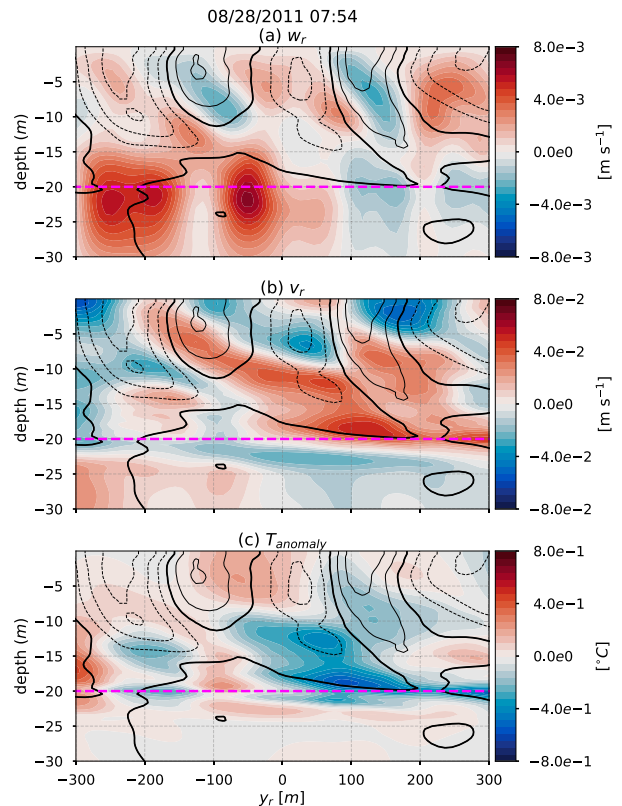 08/28/2011 07:54
(a) w_r
depth (m)
−5
−10
−15
−20
−25
−30
8.0e−3
4.0e−3
0.0e0
−4.0e−3
−8.0e−3
[m s⁻¹]
(b) v_r
depth (m)
−5
−10
−15
−20
−25
−30
8.0e−2
4.0e−2
0.0e0
−4.0e−2
−8.0e−2
[m s⁻¹]
(c) T_anomaly
depth (m)
−5
−10
−15
−20
−25
−30
8.0e−1
4.0e−1
0.0e0
−4.0e−1
−8.0e−1
[°C]
−300 −200 −100 0 100 200 300
y_r [m]